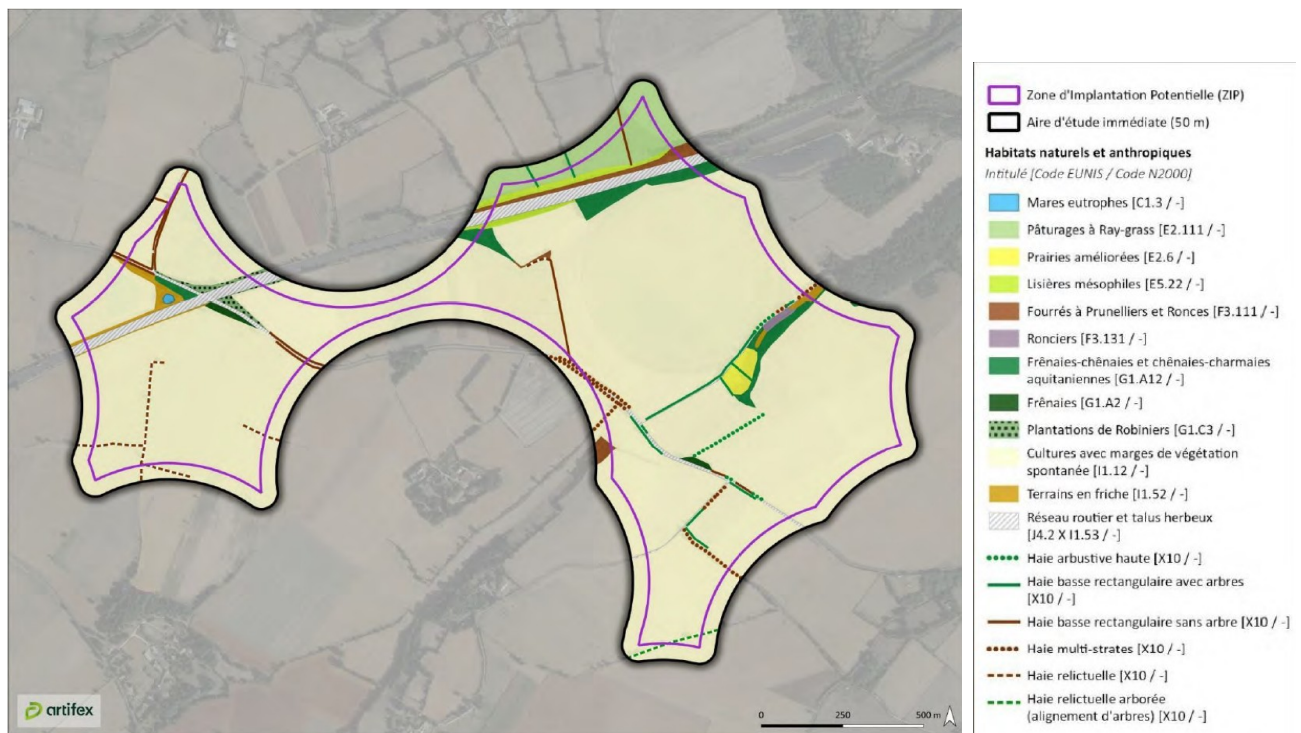 Zone d'Implantation Potentielle (ZIP)
Aire d'étude immédiate (50 m)
Habitats naturels et anthropiques
Intitulé [Code EUNIS / Code N2000]
Mares eutrophes [C1.3 / -]
Pâturages à Ray-grass [E2.111 / -]
Prairies améliorées [E2.6 / -]
Lisières mésophiles [E5.22 / -]
Fourrés à Prunelliers et Ronces [F3.111 / -]
Ronciers [F3.131 / -]
Frênaies-chênaies et chênaies-charmaies
aquitaniennes [G1.A12 / -]
Frênaies [G1.A2 / -]
Plantations de Robiniers [G1.C3 / -]
Cultures avec marges de végétation
spontanée [I1.12 / -]
Terrains en friche [I1.52 / -]
Réseau routier et talus herbeux
[J4.2 X I1.53 / -]
Haie arbustive haute [X10 / -]
Haie basse rectangulaire avec arbres
[X10 / -]
Haie basse rectangulaire sans arbre [X10 / -]
Haie multi-strates [X10 / -]
Haie relictuelle [X10 / -]
Haie relictuelle arborée
(alignement d'arbres) [X10 / -]
artifex
0 250 500 m